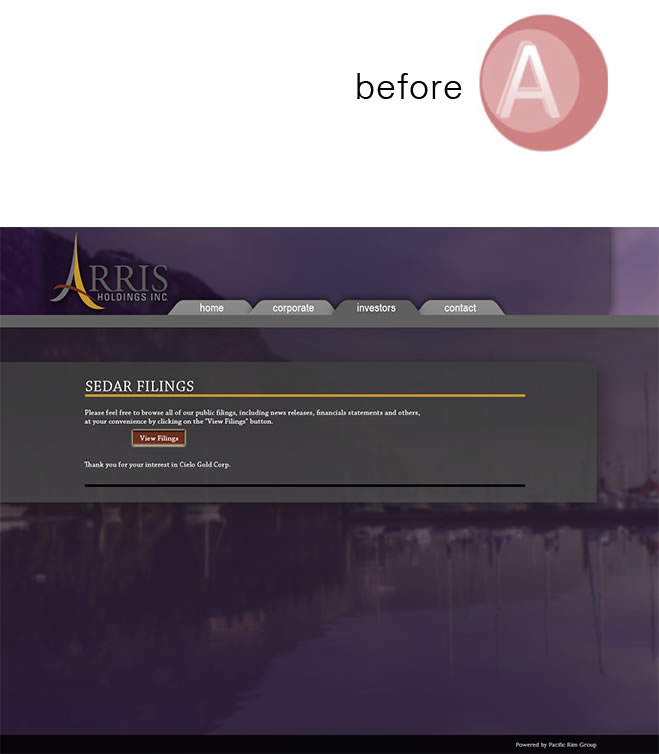 before A
ARRIS
HOLDINGS INC
home corporate investors contact
SEDAR FILINGS
Please feel free to browse all of our public filings, including news releases, financials statements and others,
at your convenience by clicking on the "View Filings" button.
View Filings
Thank you for your interest in Cielo Gold Corp.
Powered by Pacific Rim Group